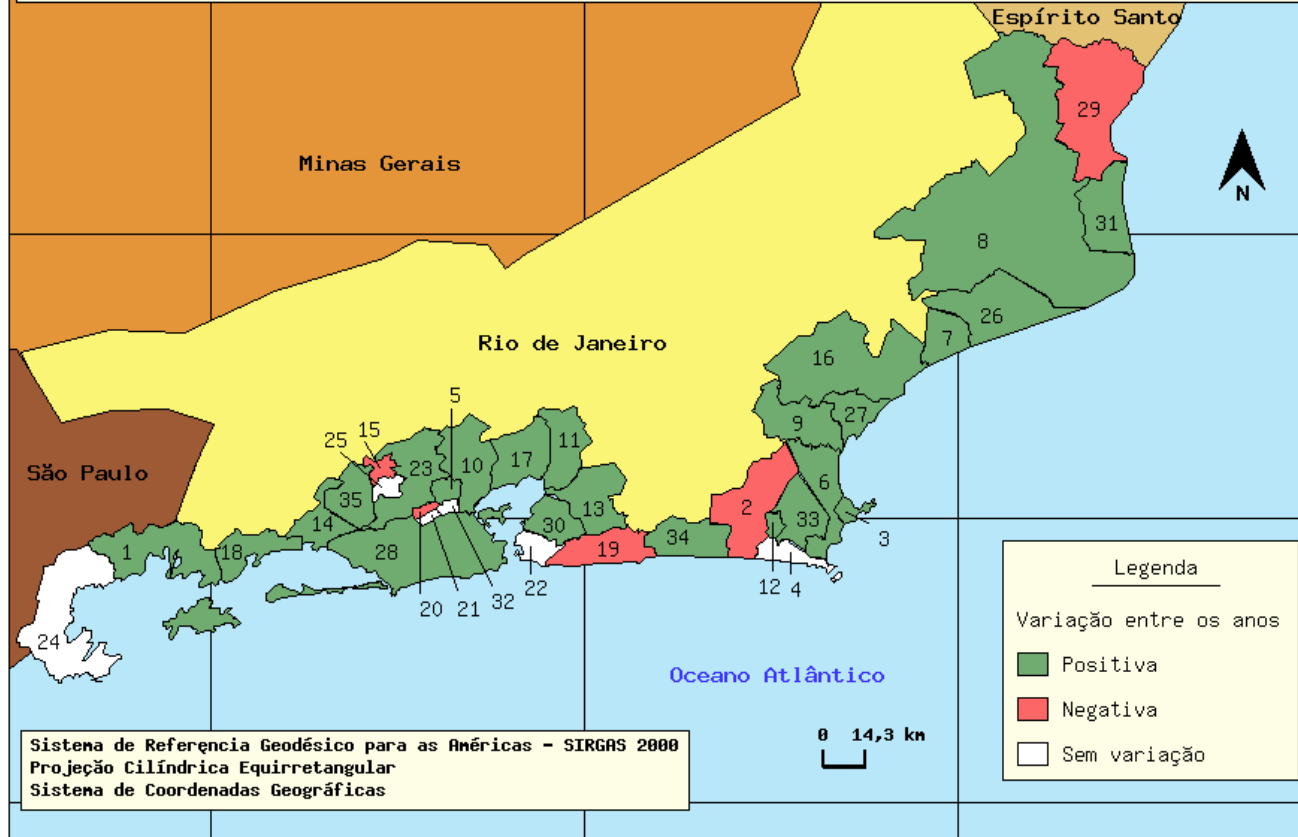 Espírito Santo
29
Minas Gerais
N
31
8
26
7
Rio de Janeiro
16
5
27
9
15
25
11
23
17
10
São Paulo
6
35
2
13
14
30
33
1
18
28
19
34
3
22
12
4
20
21
32
24
Legenda
Variação entre os anos
Positiva
Negativa
Sem variação
Oceano Atlântico
0 14,3 km
Sistema de Referęncia Geodésico para as Américas - SIRGAS 2000
Projeção Cilíndrica Equirretangular
Sistema de Coordenadas Geográficas